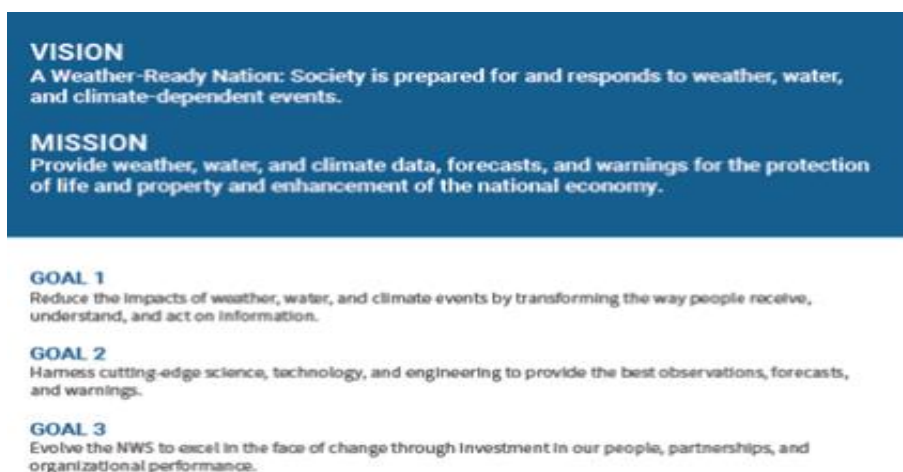 VISION
A Weather-Ready Nation: Society is prepared for and responds to weather, water,
and climate-dependent events.
MISSION
Provide weather, water, and climate data, forecasts, and warnings for the protection
of life and property and enhancement of the national economy.
GOAL 1
Reduce the impacts of weather, water, and climate events by transforming the way people receive,
understand, and act on information.
GOAL 2
Harness cutting-edge science, technology, and engineering to provide the best observations, forecasts,
and warnings.
GOAL 3
Evolve the NWS to excel in the face of change through investment in our people, partnerships, and
organizational performance.